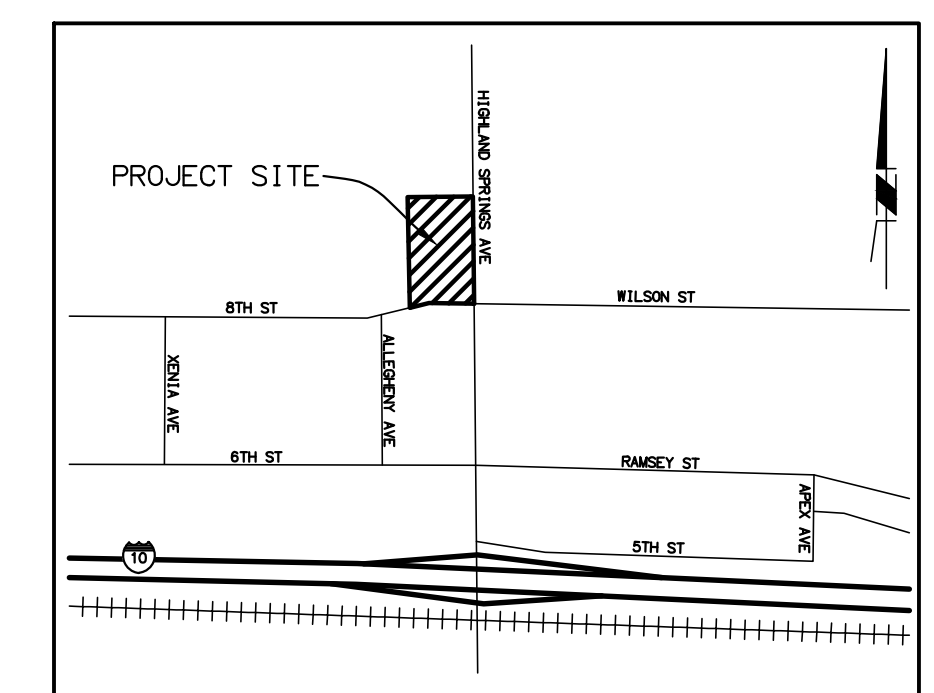 HIGHLAND SPRINGS AVE
PROJECT SITE
WILSON ST
8TH ST
XENIA AVE
ALLEGHENY AVE
6TH ST
RAMSEY ST
APEX AVE
5TH ST
10